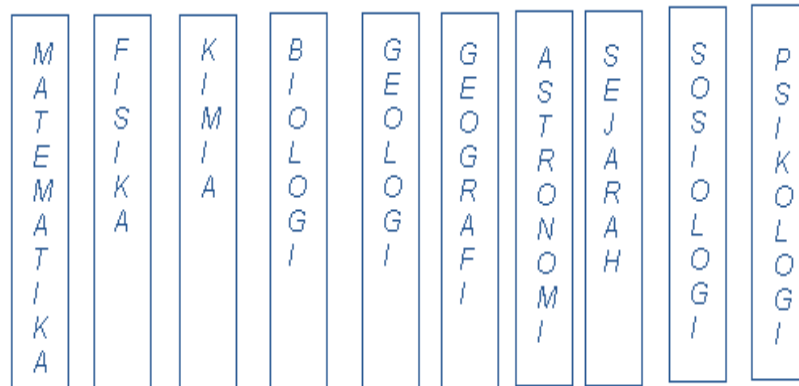 MATEMATIKA
FISIKA
KIMIA
BIOLOGI
GEOLOGI
GEOGRAFI
ASTRONOMI
SEJARAH
SOSIOLOGI
PSIKOLOGI